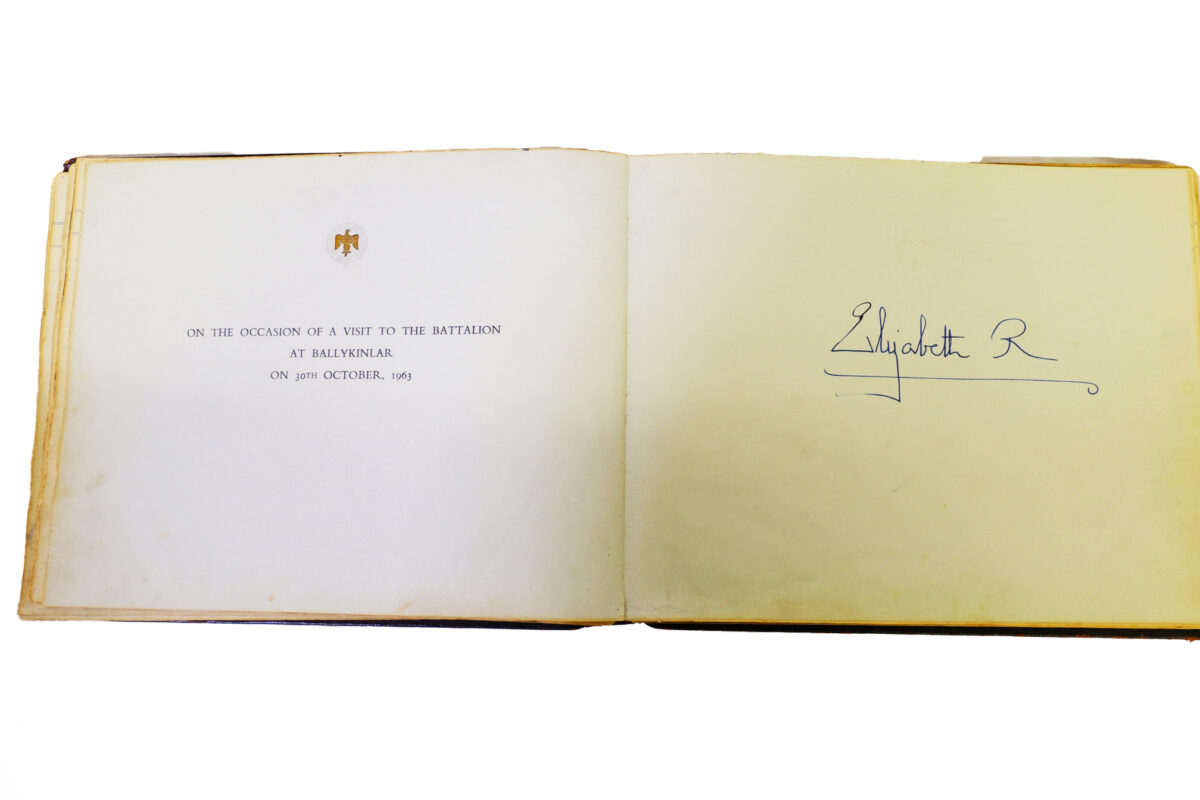 ON THE OCCASION OF A VISIT TO THE BATTALION
AT BALLYKINLAR
ON 30TH OCTOBER, 1963
Elizabeth R